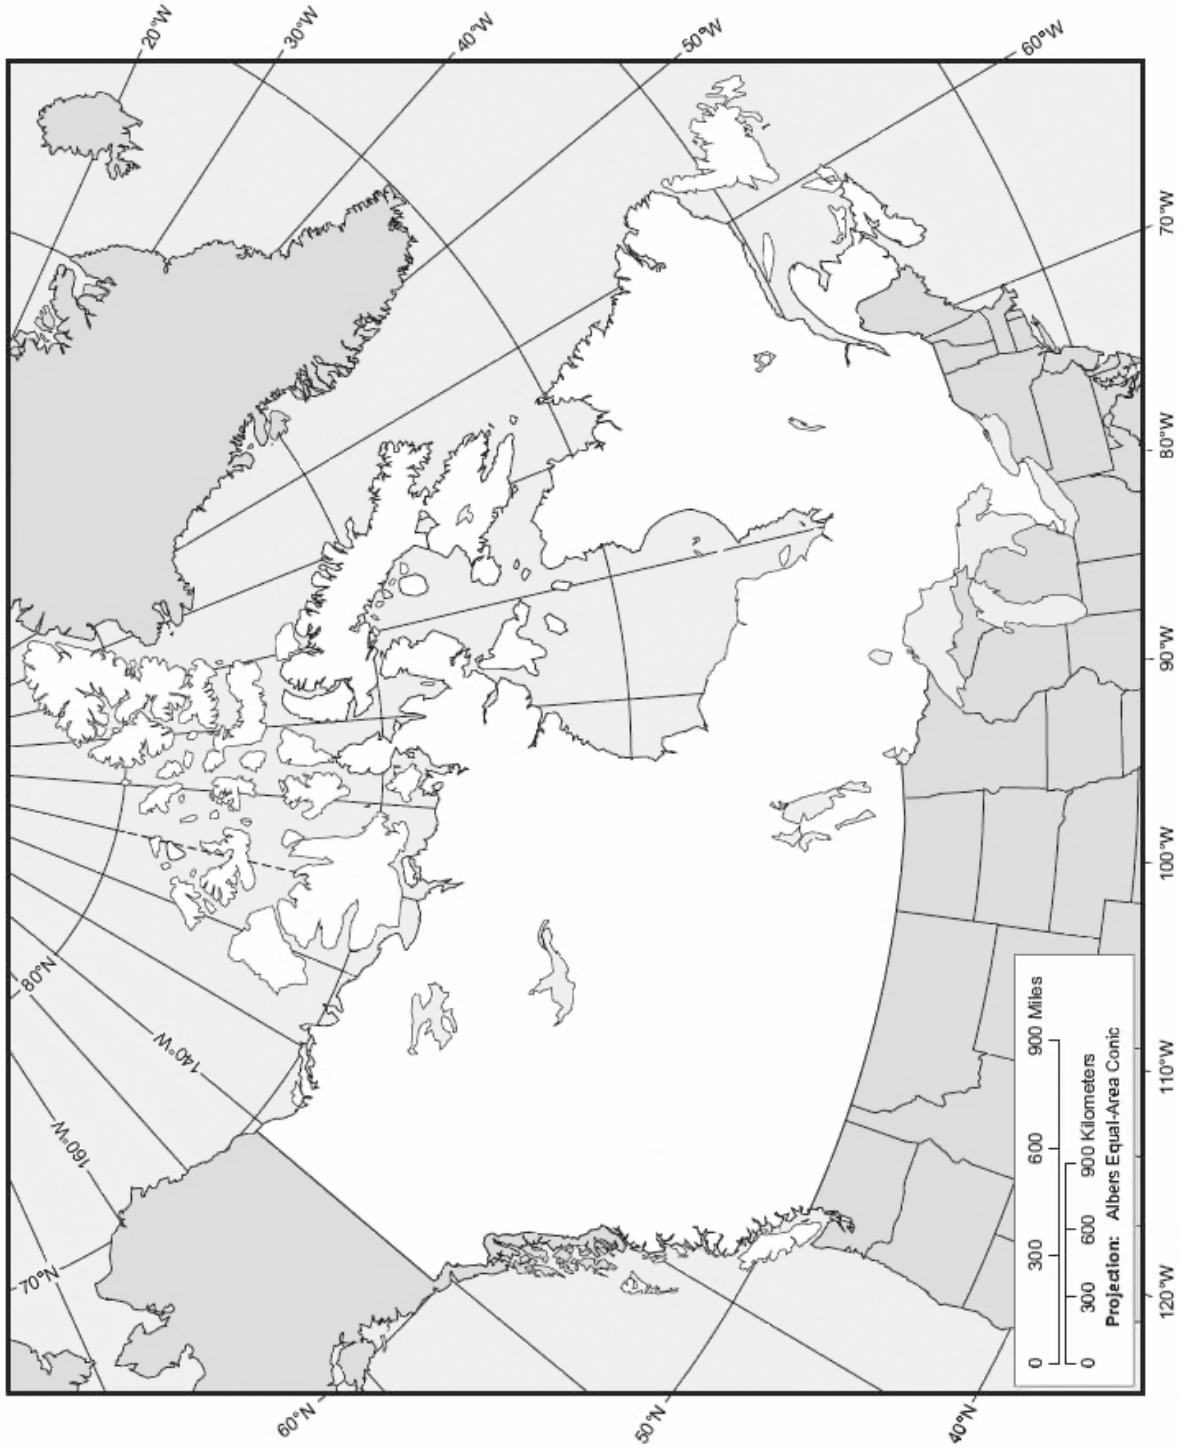 20°W
30°W
40°W
50°W
60°W
70°W
80°W
90°W
100°W
110°W
120°W
80°N
140°W
160°W
70°N
60°N
50°N
40°N
0 300 600 900 Miles
0 300 600 900 Kilometers
Projection: Albers Equal-Area Conic